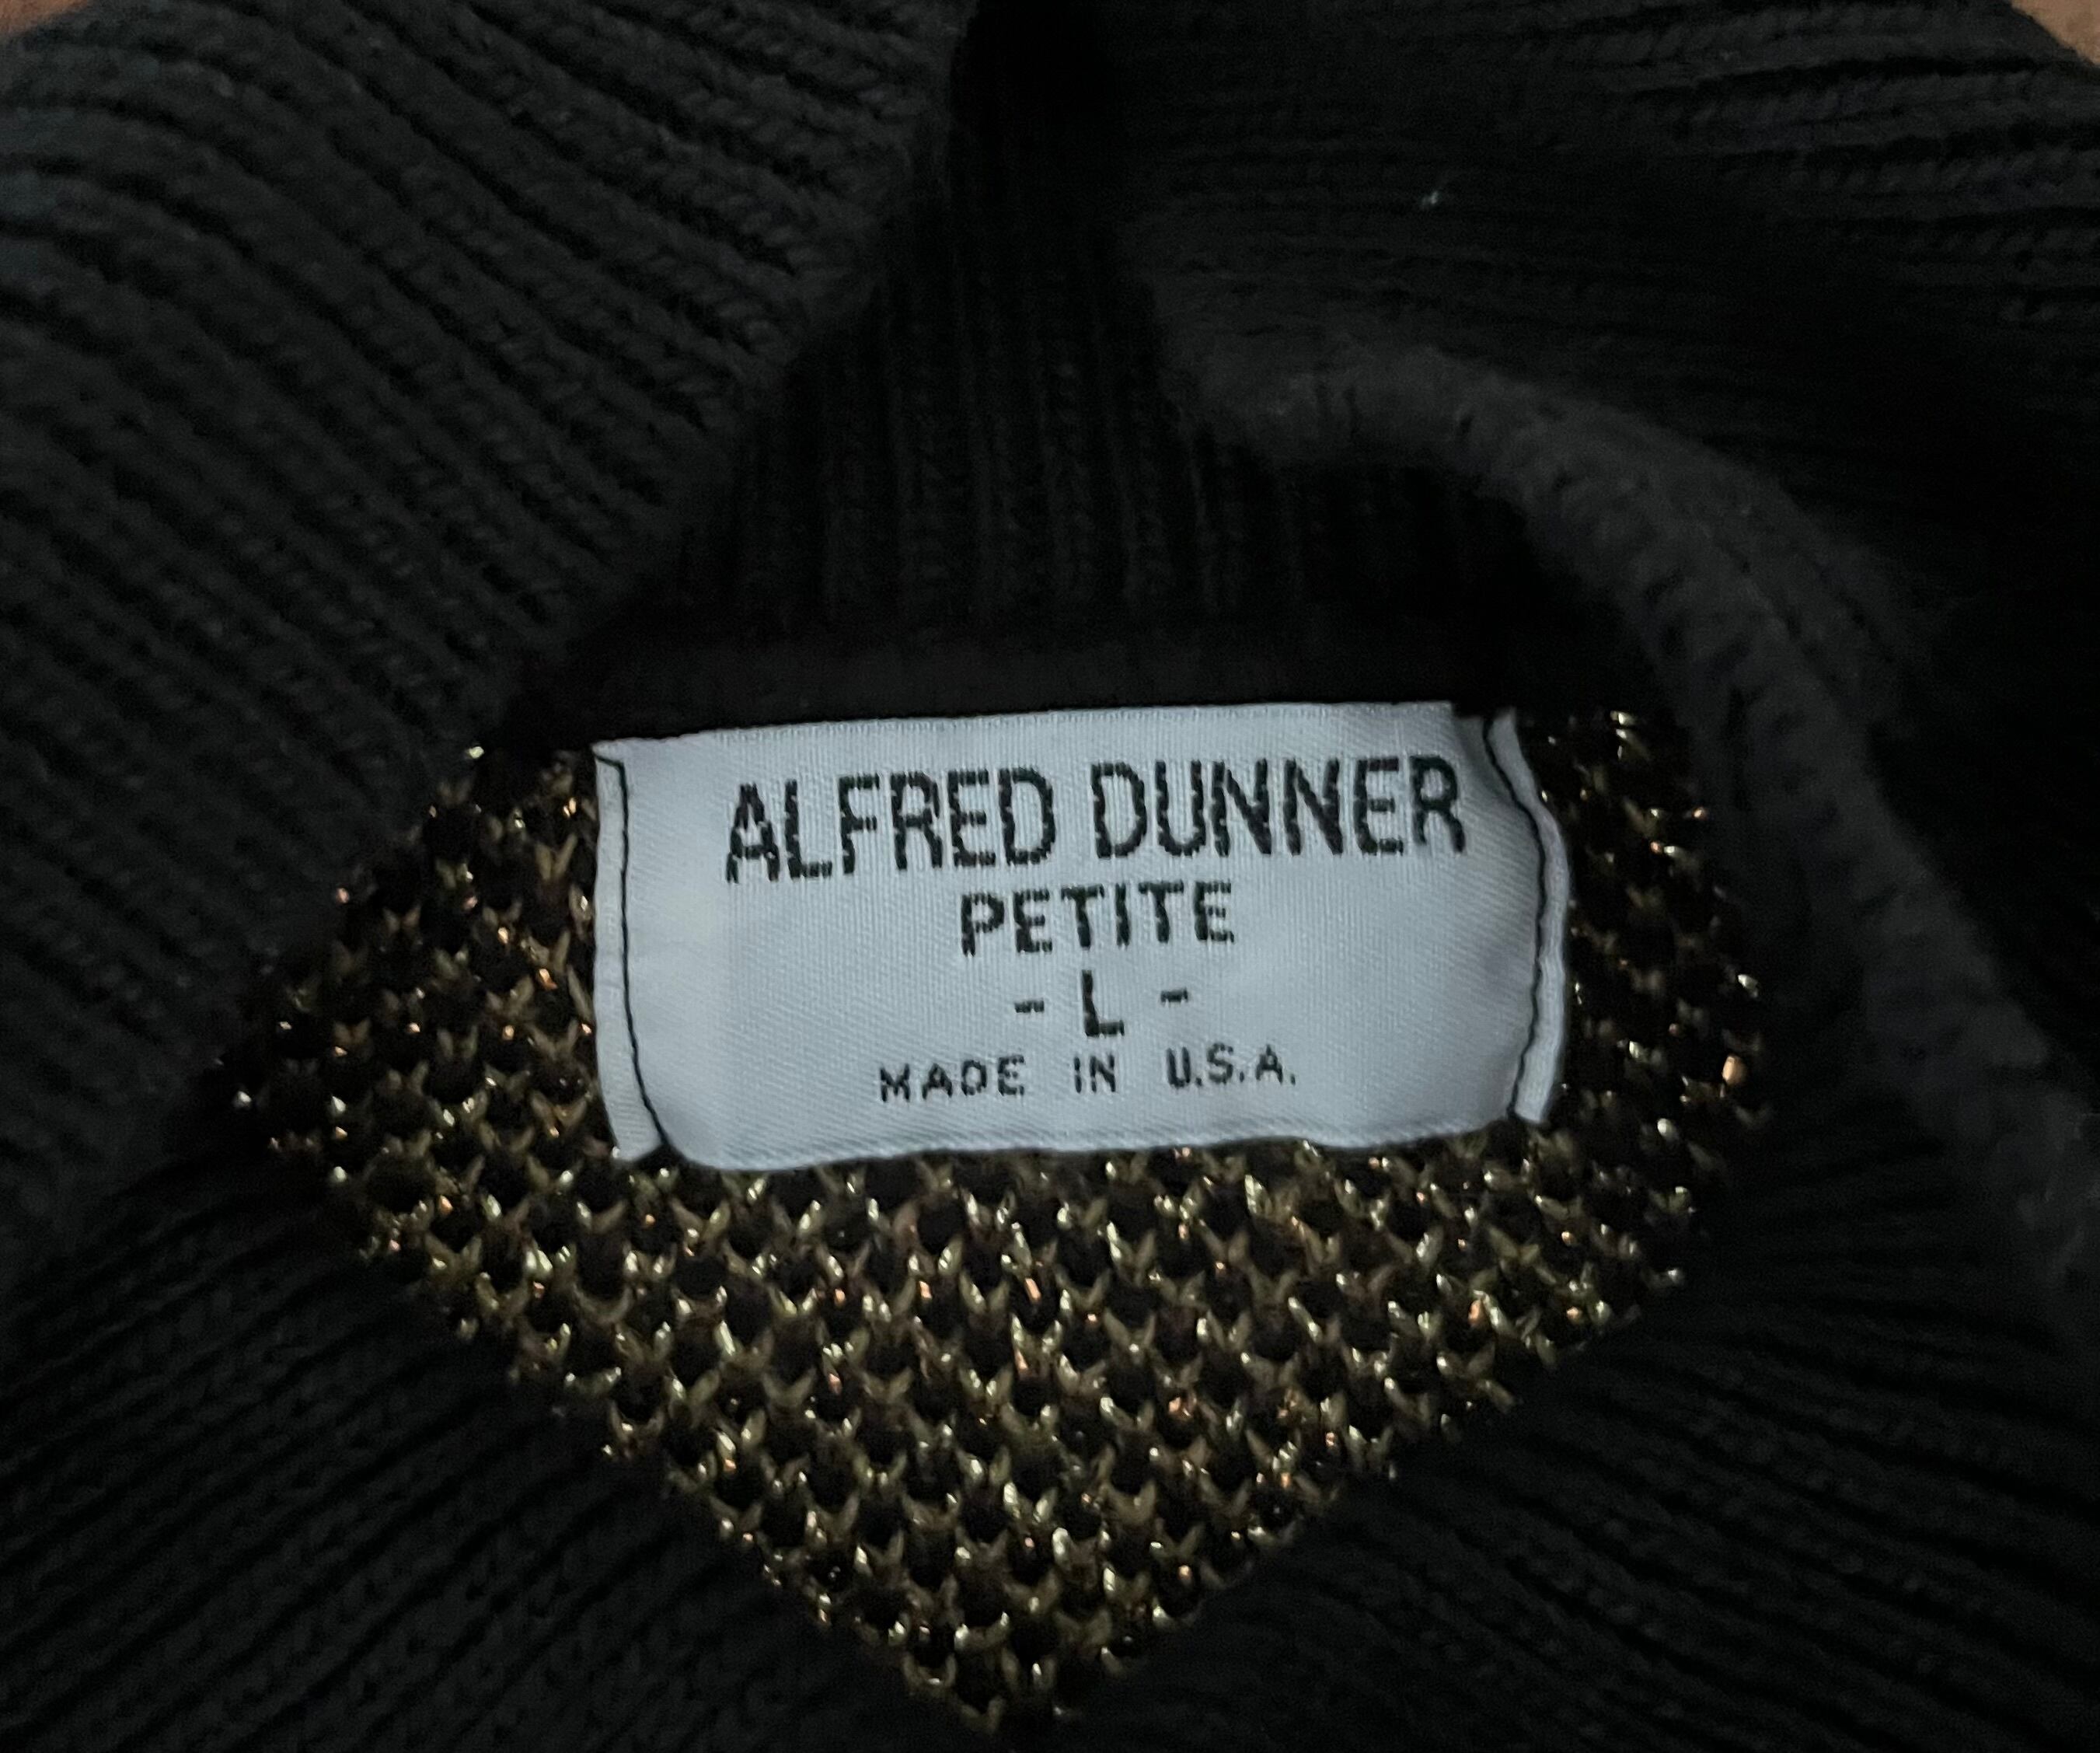 ALFRED DUNNER
PETITE
- L -
MADE IN U.S.A.